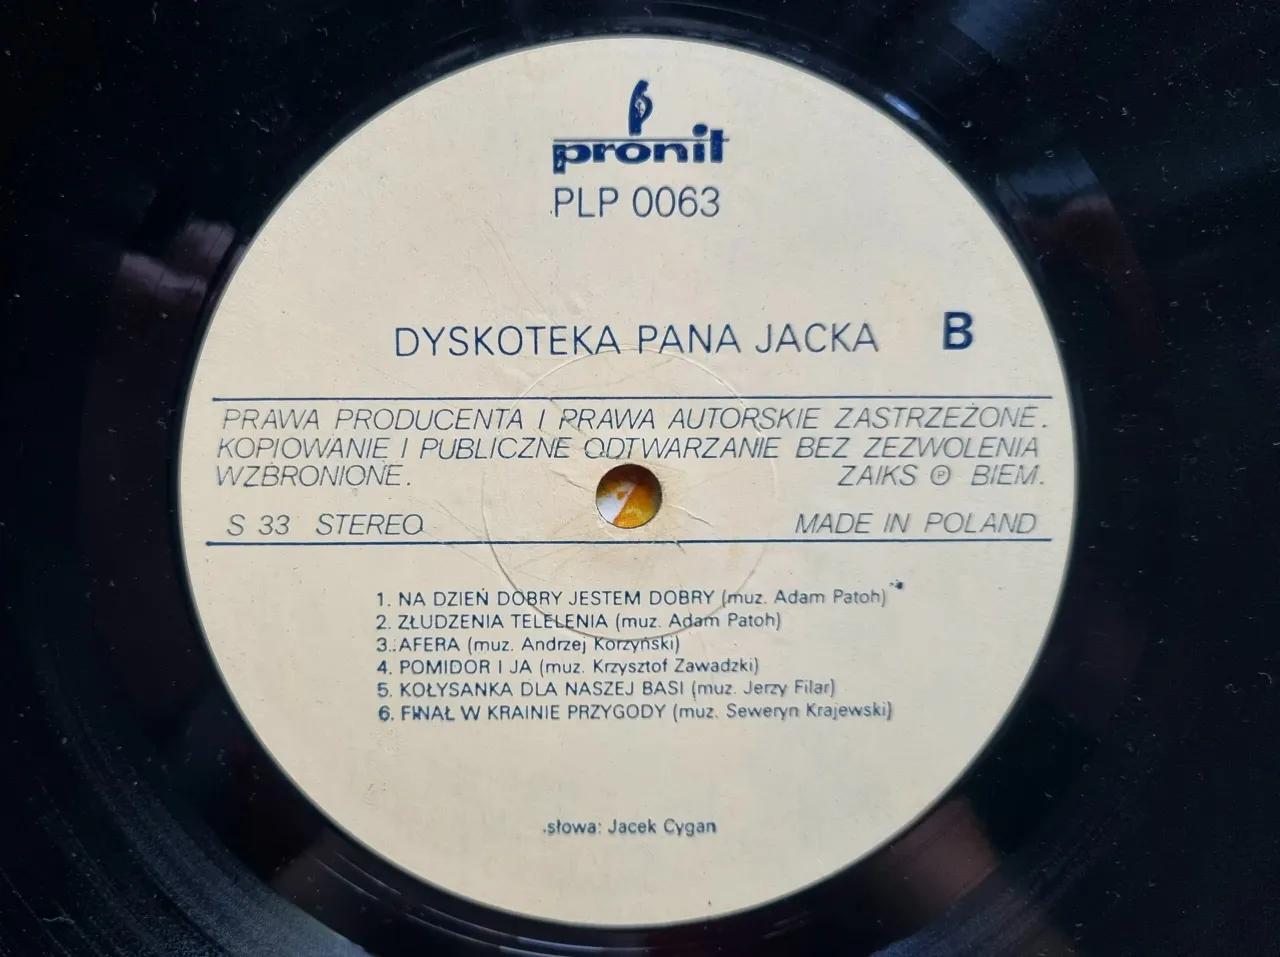 pronit
PLP 0063
DYSKOTEKA PANA JACKA B
PRAWA PRODUCENTA I PRAWA AUTORSKIE ZASTRZEŻONE.
KOPIOWANIE I PUBLICZNE ODTWARZANIE BEZ ZEZWOLENIA
WZBRONIONE. ZAIKS Ⓟ BIEM.
S 33 STEREO MADE IN POLAND
1. NA DZIEŃ DOBRY JESTEM DOBRY (muz. Adam Patoh)
2. ZŁUDZENIA TELELENIA (muz. Adam Patoh)
3. AFERA (muz. Andrzej Korzyński)
4. POMIDOR I JA (muz. Krzysztof Zawadzki)
5. KOŁYSANKA DLA NASZEJ BASI (muz. Jerzy Filar)
6. FINAŁ W KRAINIE PRZYGODY (muz. Seweryn Krajewski)
słowa: Jacek Cygan